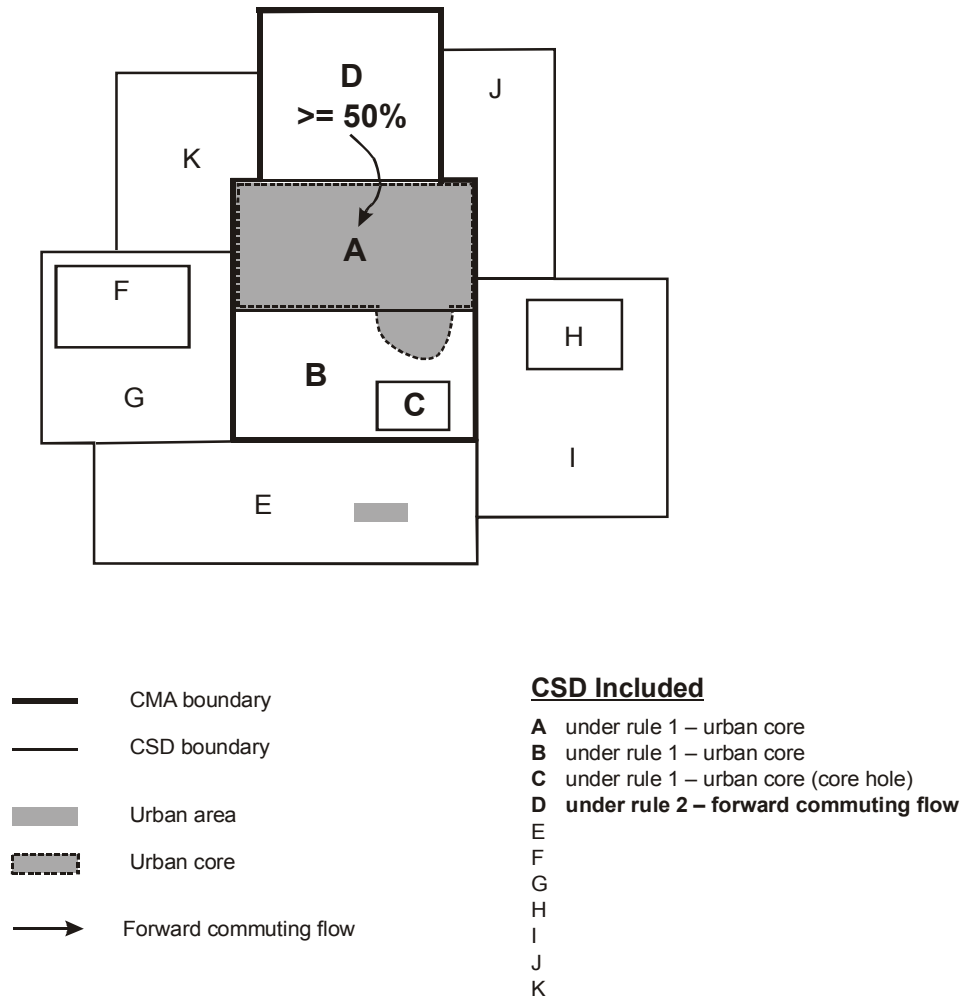 D
>= 50%
J
K
A
F
H
B
G
C
I
E
CMA boundary
CSD boundary
Urban area
Urban core
Forward commuting flow
CSD Included
A under rule 1 – urban core
B under rule 1 – urban core
C under rule 1 – urban core (core hole)
D under rule 2 – forward commuting flow
E
F
G
H
I
J
K